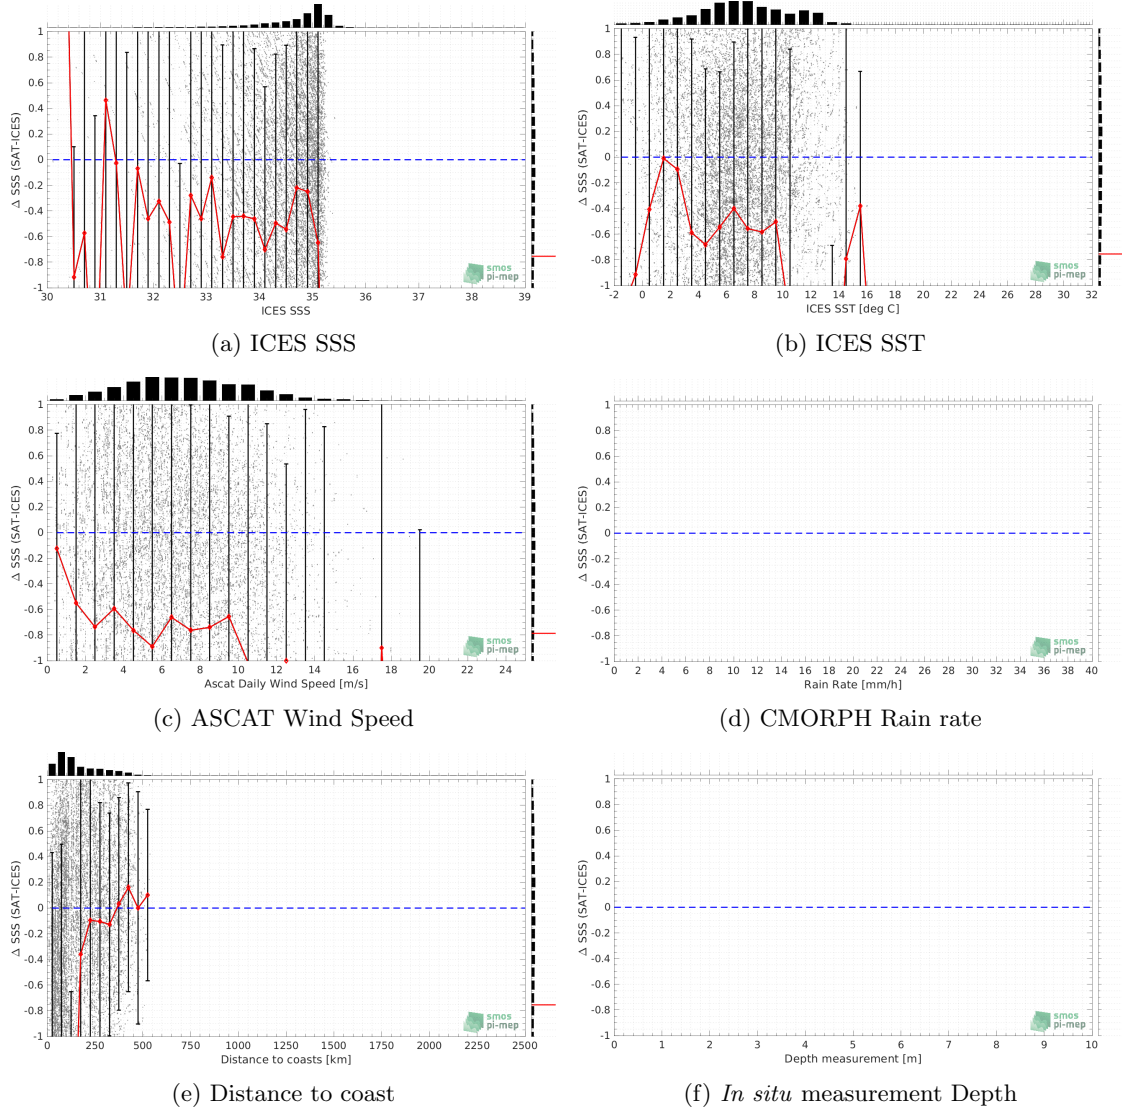 1
0.8
0.6
0.4
0.2
0
-0.2
-0.4
-0.6
-0.8
-1
Δ SSS (SAT-ICES)
30 31 32 33 34 35 36 37 38 39
ICES SSS
smos
pi-mep
(a) ICES SSS
1
0.8
0.6
0.4
0.2
0
-0.2
-0.4
-0.6
-0.8
-1
Δ SSS (SAT-ICES)
-2 0 2 4 6 8 10 12 14 16 18 20 22 24 26 28 30 32
ICES SST [deg C]
smos
pi-mep
(b) ICES SST
1
0.8
0.6
0.4
0.2
0
-0.2
-0.4
-0.6
-0.8
-1
Δ SSS (SAT-ICES)
0 2 4 6 8 10 12 14 16 18 20 22 24
Ascat Daily Wind Speed [m/s]
smos
pi-mep
(c) ASCAT Wind Speed
1
0.8
0.6
0.4
0.2
0
-0.2
-0.4
-0.6
-0.8
-1
Δ SSS (SAT-ICES)
0 2 4 6 8 10 12 14 16 18 20 22 24 26 28 30 32 34 36 38 40
Rain Rate [mm/h]
smos
pi-mep
(d) CMORPH Rain rate
1
0.8
0.6
0.4
0.2
0
-0.2
-0.4
-0.6
-0.8
-1
Δ SSS (SAT-ICES)
0 250 500 750 1000 1250 1500 1750 2000 2250 2500
Distance to coasts [km]
smos
pi-mep
(e) Distance to coast
1
0.8
0.6
0.4
0.2
0
-0.2
-0.4
-0.6
-0.8
-1
Δ SSS (SAT-ICES)
0 1 2 3 4 5 6 7 8 9 10
Depth measurement [m]
smos
pi-mep
(f) In situ measurement Depth